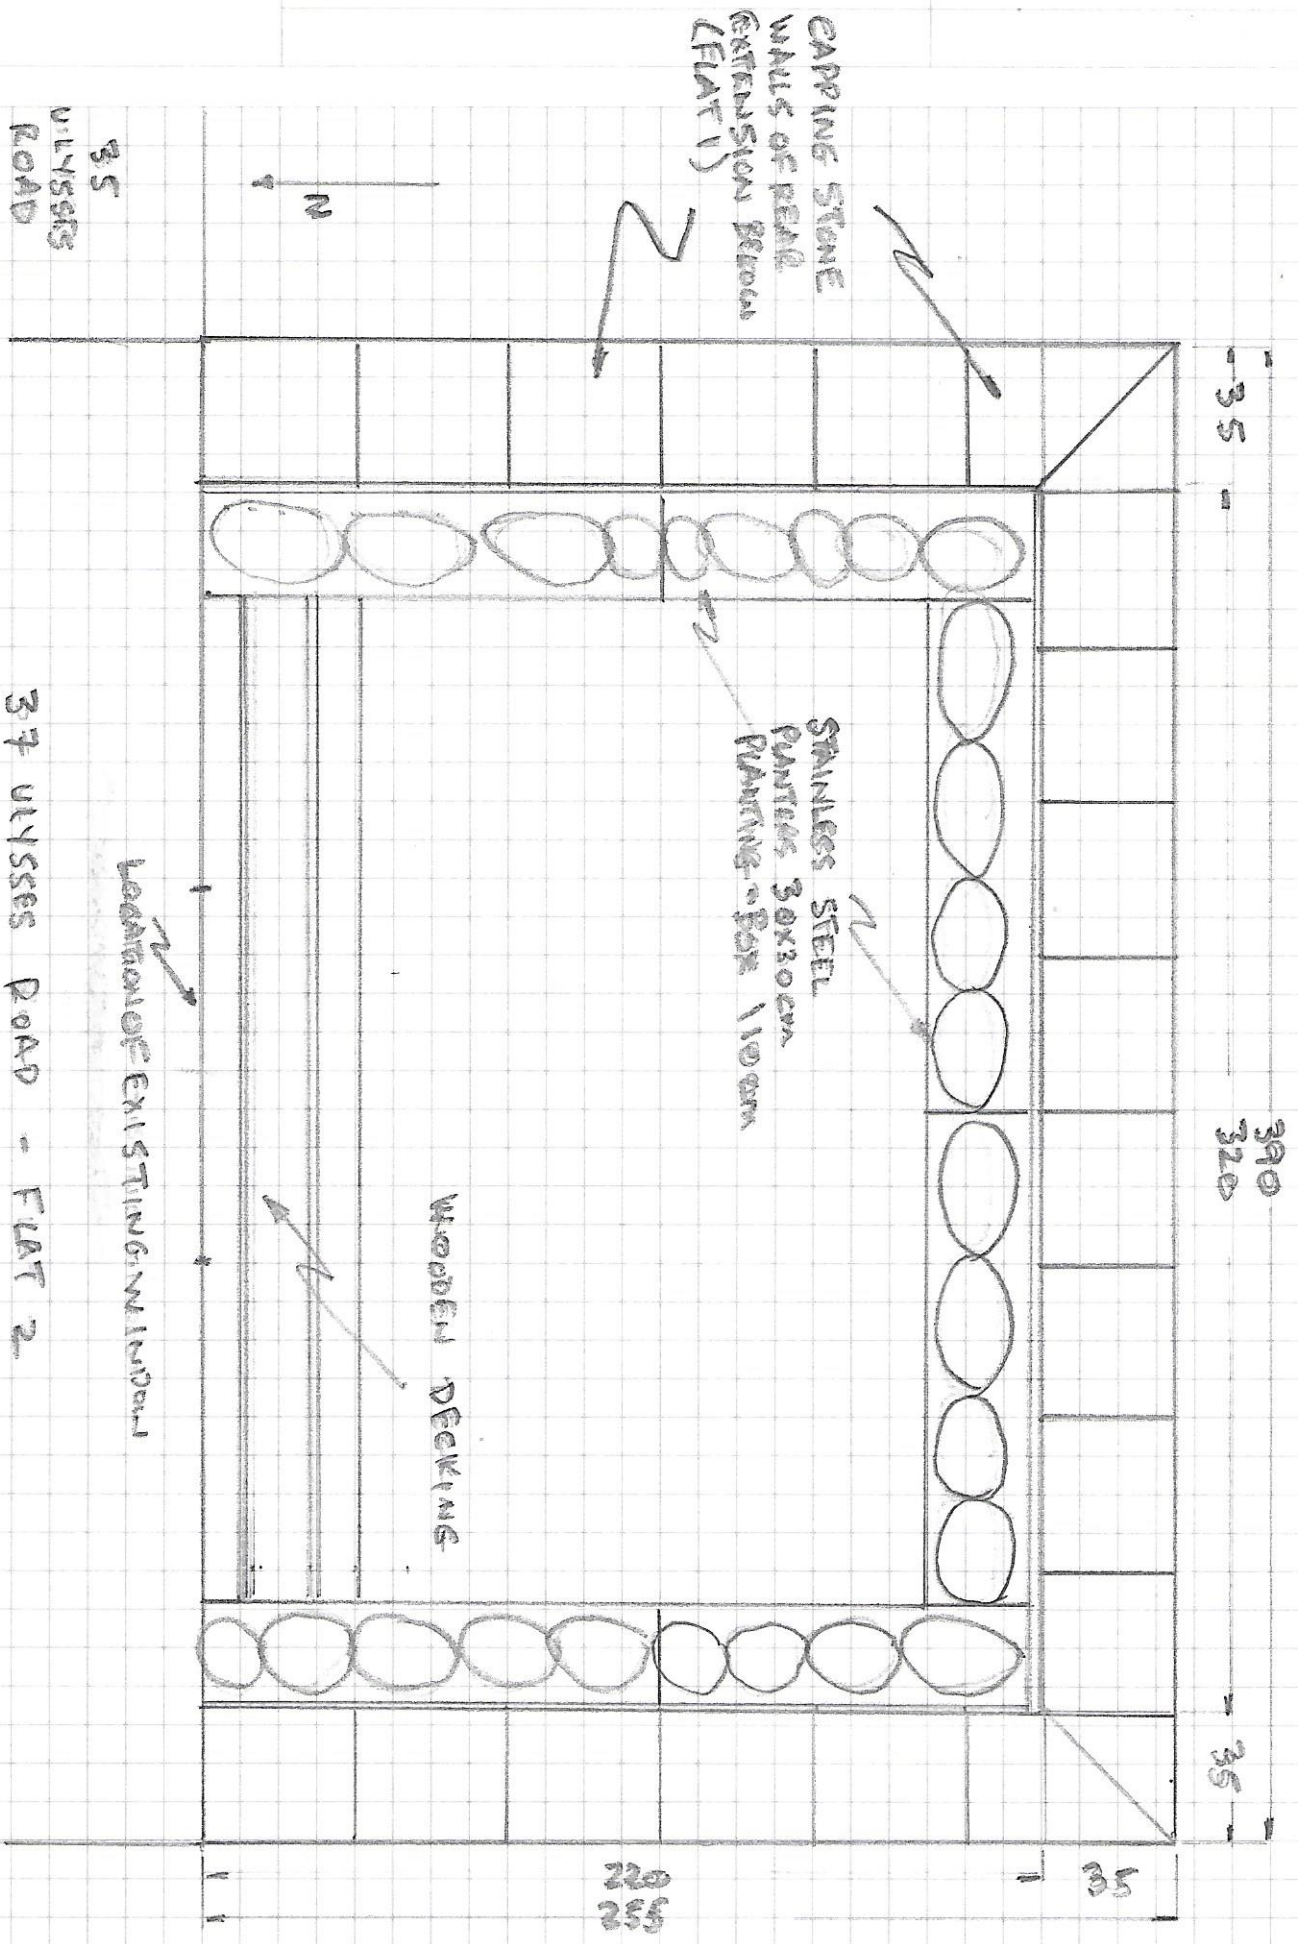 390
320
35
35
35
220
255
CAPPING STONE
WALLS OF REAR
EXTENSION BELOW
(FLAT 1)
STAINLESS STEEL
PLANTERS 30X30cm
PLANTING - BOX 110cm
WOODEN DECKING
N
LOCATION OF EXISTING WINDOW
35
ULYSSES
ROAD
37 ULYSSES ROAD - FLAT 2